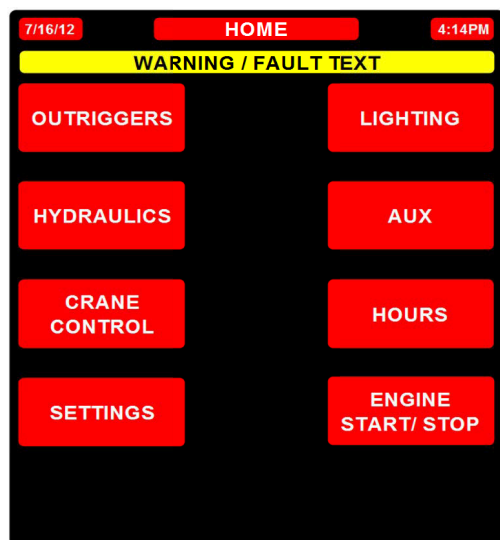 7/16/12 HOME 4:14PM
WARNING / FAULT TEXT
OUTRIGGERS
LIGHTING
HYDRAULICS
AUX
CRANE
CONTROL
HOURS
SETTINGS
ENGINE
START/ STOP